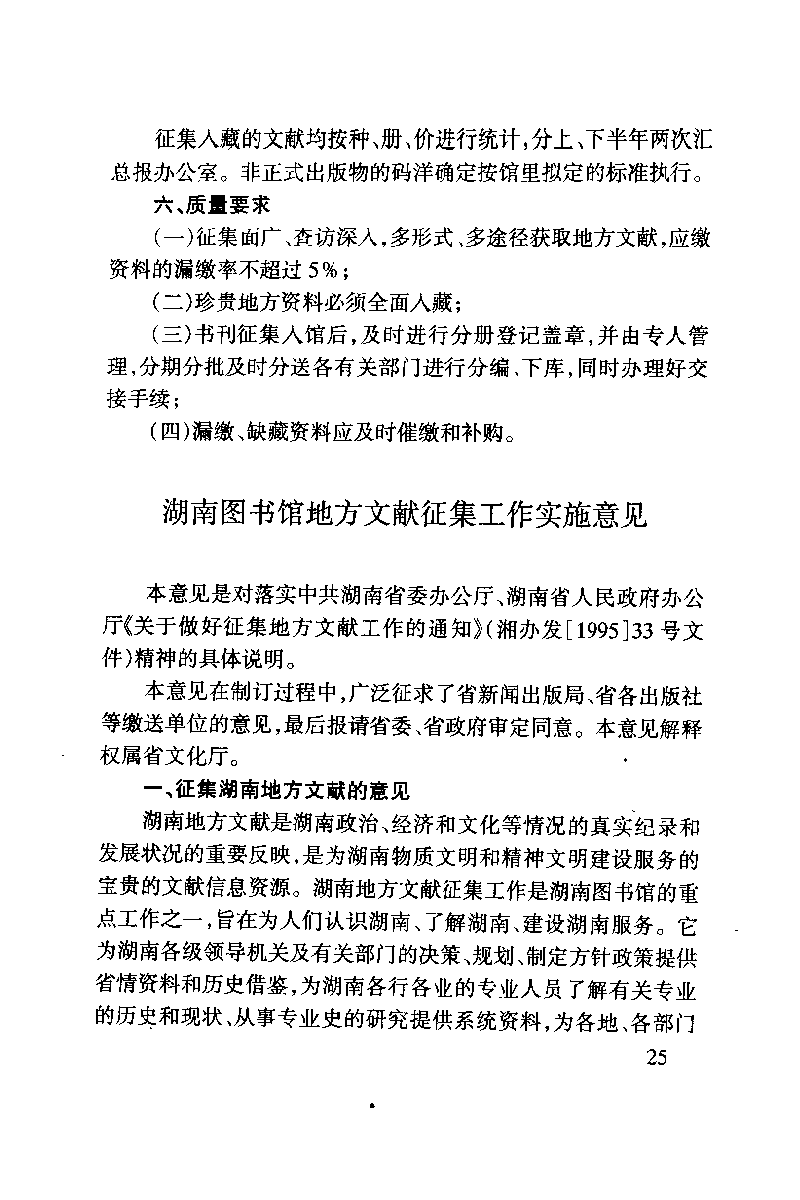 征集入藏的文献均按种、册、价进行统计,分上、下半年两次汇
总报办公室。非正式出版物的码洋确定按馆里拟定的标准执行。
六、质量要求
(一)征集面广、查访深入,多形式、多途径获取地方文献,应缴
资料的漏缴率不超过5%;
(二)珍贵地方资料必须全面入藏;
(三)书刊征集入馆后,及时进行分册登记盖章,并由专人管
理,分期分批及时分送各有关部门进行分编、下库,同时办理好交
接手续;
(四)漏缴、缺藏资料应及时催缴和补购。
湖南图书馆地方文献征集工作实施意见
本意见是对落实中共湖南省委办公厅、湖南省人民政府办公
厅《关于做好征集地方文献工作的通知》(湘办发[1995]33号文
件)精神的具体说明。
本意见在制订过程中,广泛征求了省新闻出版局、省各出版社
等缴送单位的意见,最后报请省委、省政府审定同意。本意见解释
权属省文化厅。
一、征集湖南地方文献的意见
湖南地方文献是湖南政治、经济和文化等情况的真实纪录和
发展状况的重要反映,是为湖南物质文明和精神文明建设服务的
宝贵的文献信息资源。湖南地方文献征集工作是湖南图书馆的重
点工作之一,旨在为人们认识湖南、了解湖南、建设湖南服务。它
为湖南各级领导机关及有关部门的决策、规划、制定方针政策提供
省情资料和历史借鉴,为湖南各行各业的专业人员了解有关专业
的历史和现状、从事专业史的研究提供系统资料,为各地、各部门
25